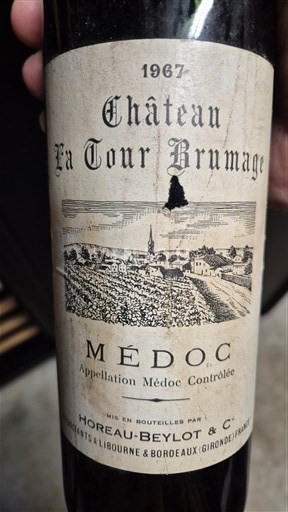 1967
Château
La Tour Brumage
MÉDOC
Appellation Médoc Contrôlée
MIS EN BOUTEILLES PAR
HOREAU-BEYLOT & Cie
A LIBOURNE & BORDEAUX (GIRONDE) FRANCE